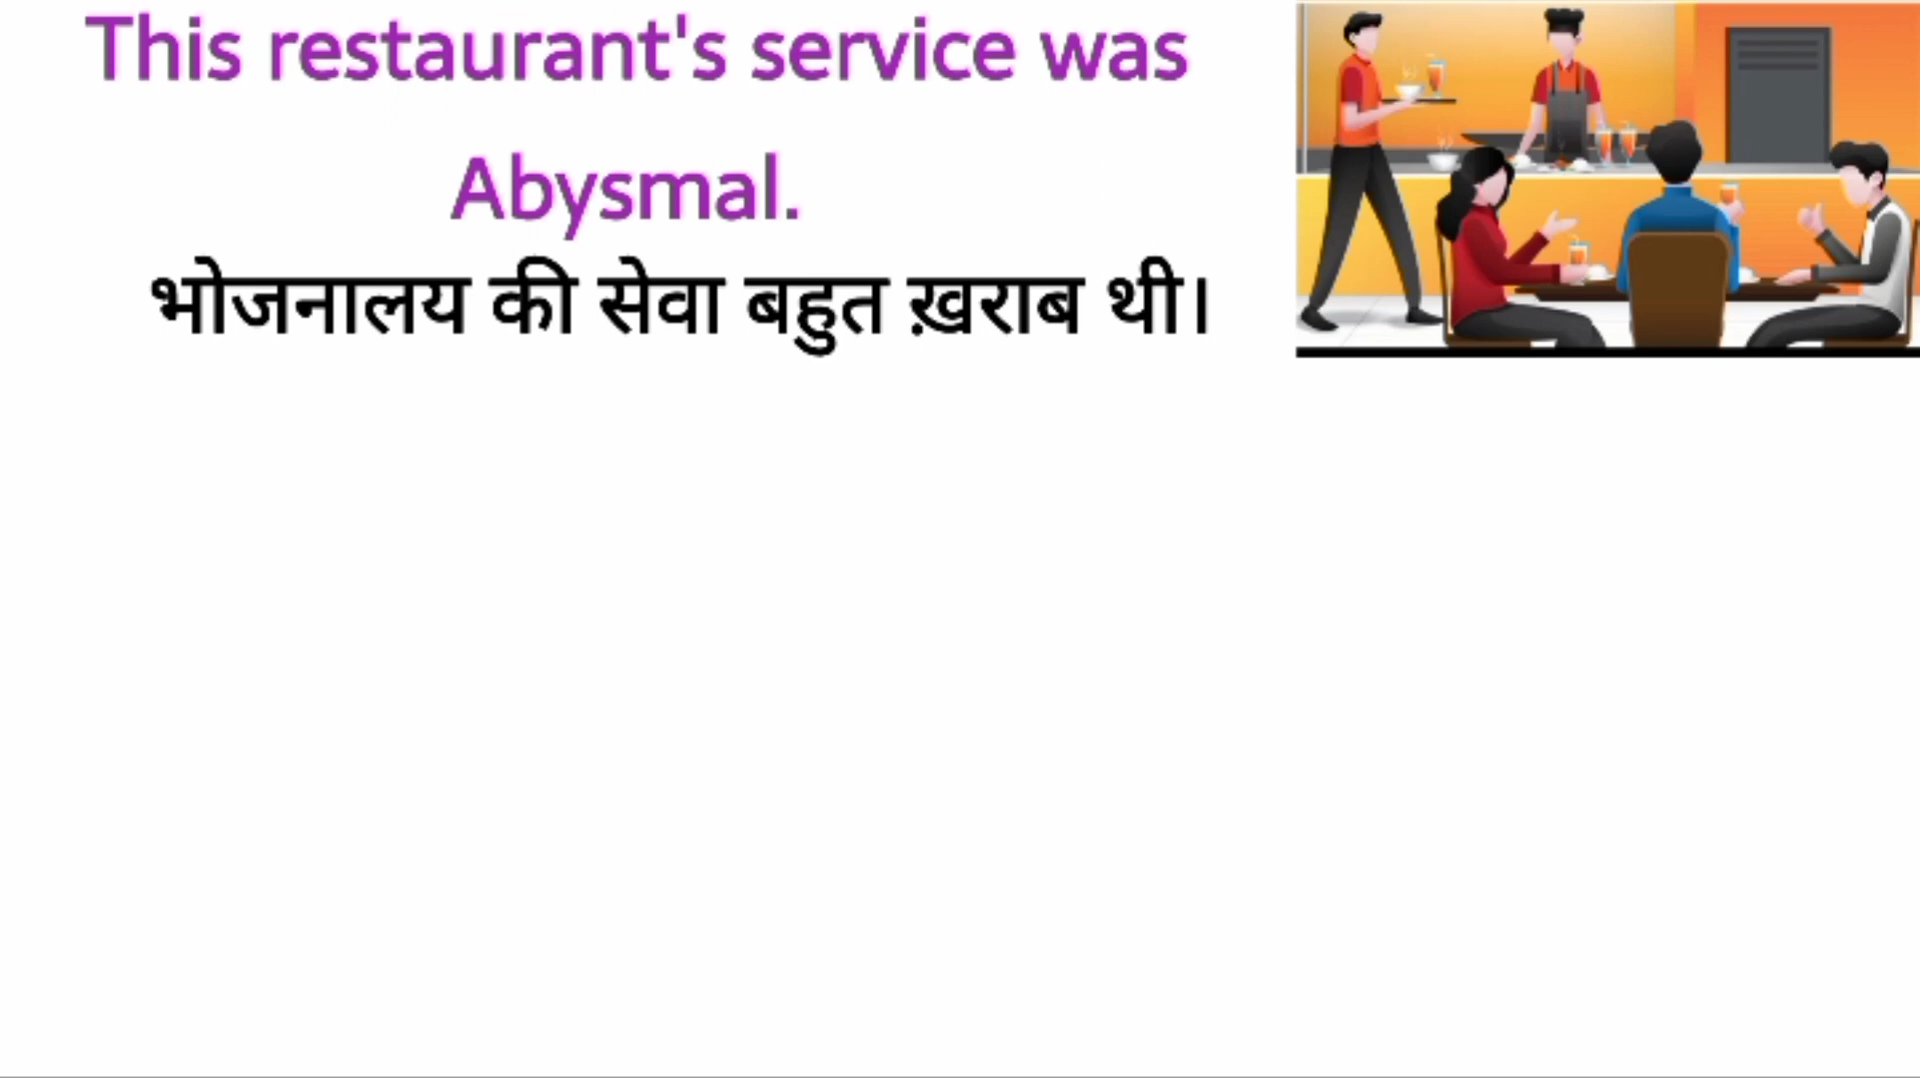 This restaurant's service was
Abysmal.
भोजनालय की सेवा बहुत ख़राब थी।